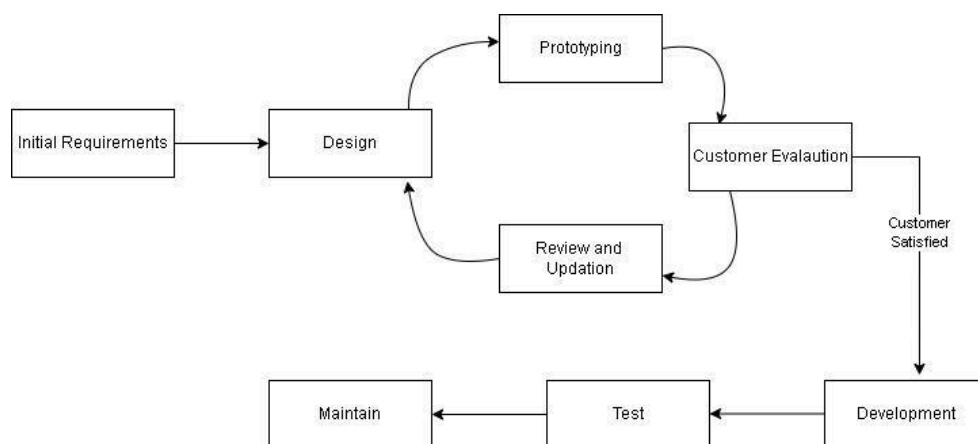 Prototyping
Initial Requirements
Design
Customer Evalaution
Customer
Satisfied
Review and
Updation
Maintain
Test
Development